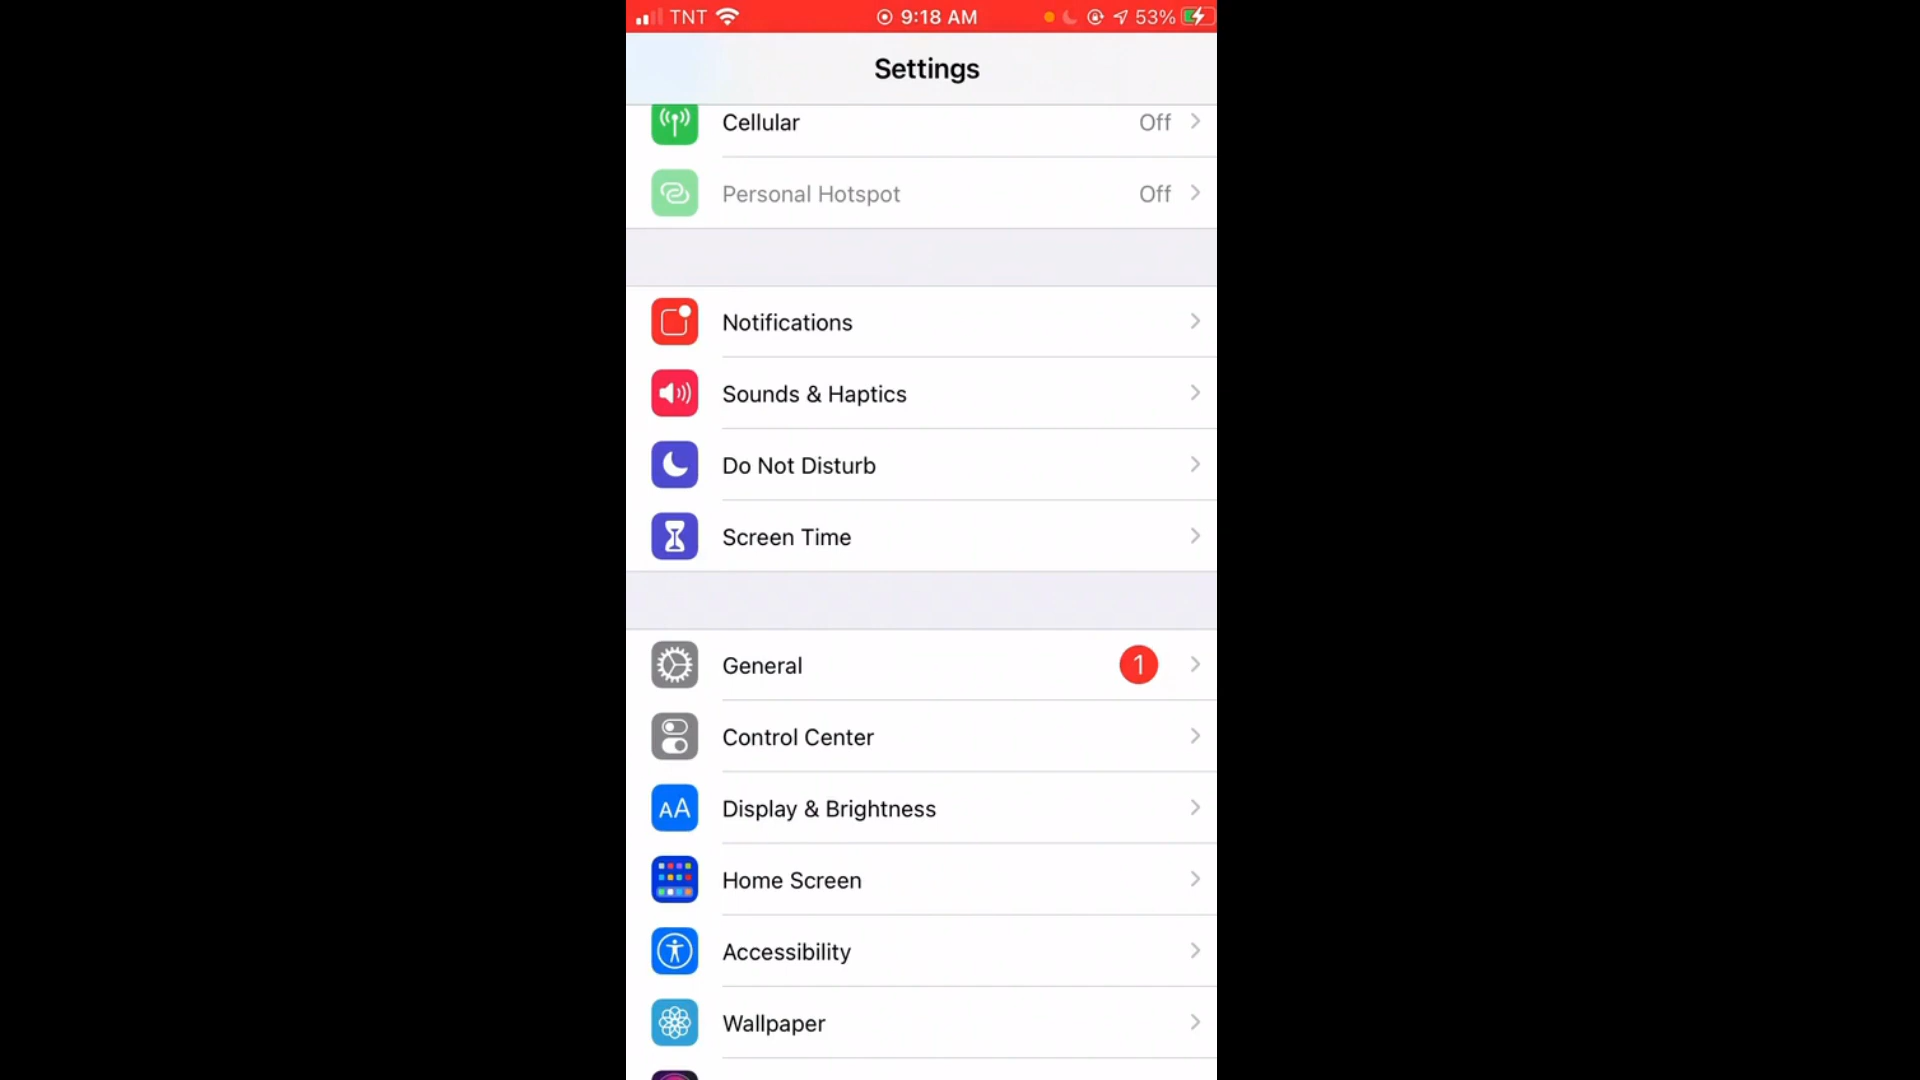 TNT 9:18 AM 53%
Settings
Cellular Off
Personal Hotspot Off
Notifications
Sounds & Haptics
Do Not Disturb
Screen Time
General 1
Control Center
AA Display & Brightness
Home Screen
Accessibility
Wallpaper